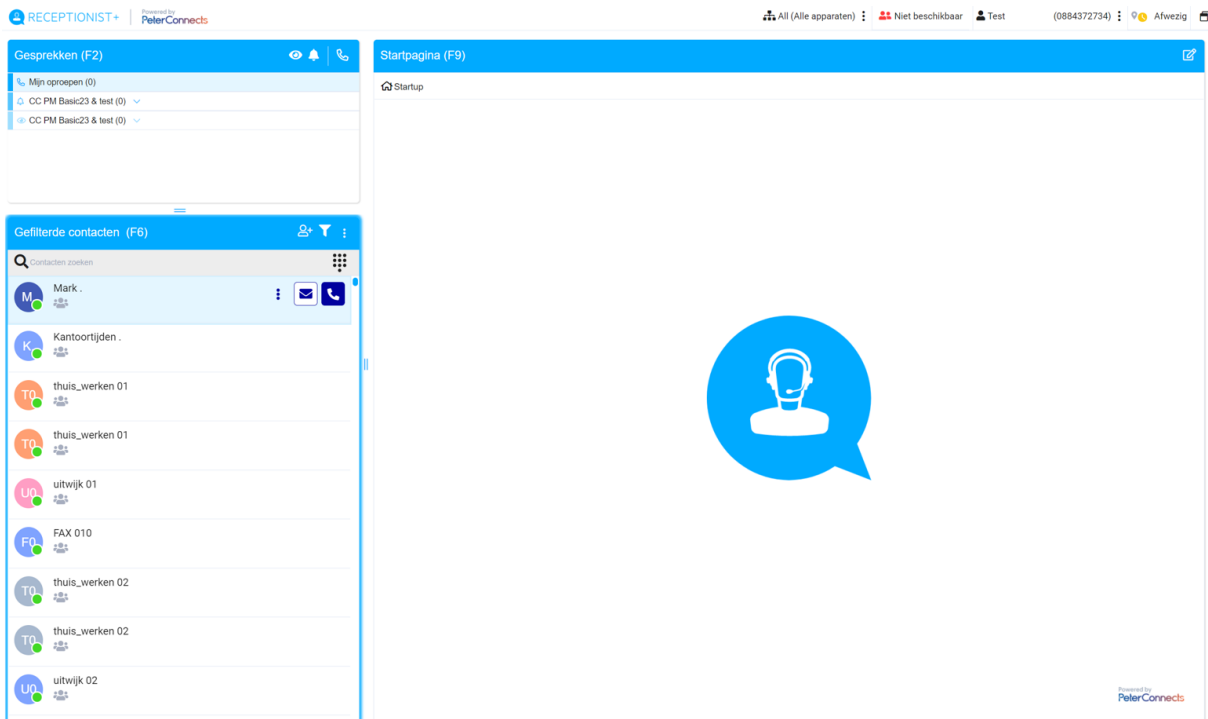 RECEPTIONIST+
Powered by
PeterConnects
All (Alle apparaten)
Niet beschikbaar
Test
(0884372734)
Afwezig
Gesprekken (F2)
Mijn oproepen (0)
CC PM Basic23 & test (0)
CC PM Basic23 & test (0)
Gefilterde contacten (F6)
Contacten zoeken
M.
Mark .
K.
Kantoortijden .
T0
thuis_werken 01
T0
thuis_werken 01
U0
uitwijk 01
F0
FAX 010
T0
thuis_werken 02
T0
thuis_werken 02
U0
uitwijk 02
Startpagina (F9)
Startup
Powered by
PeterConnects